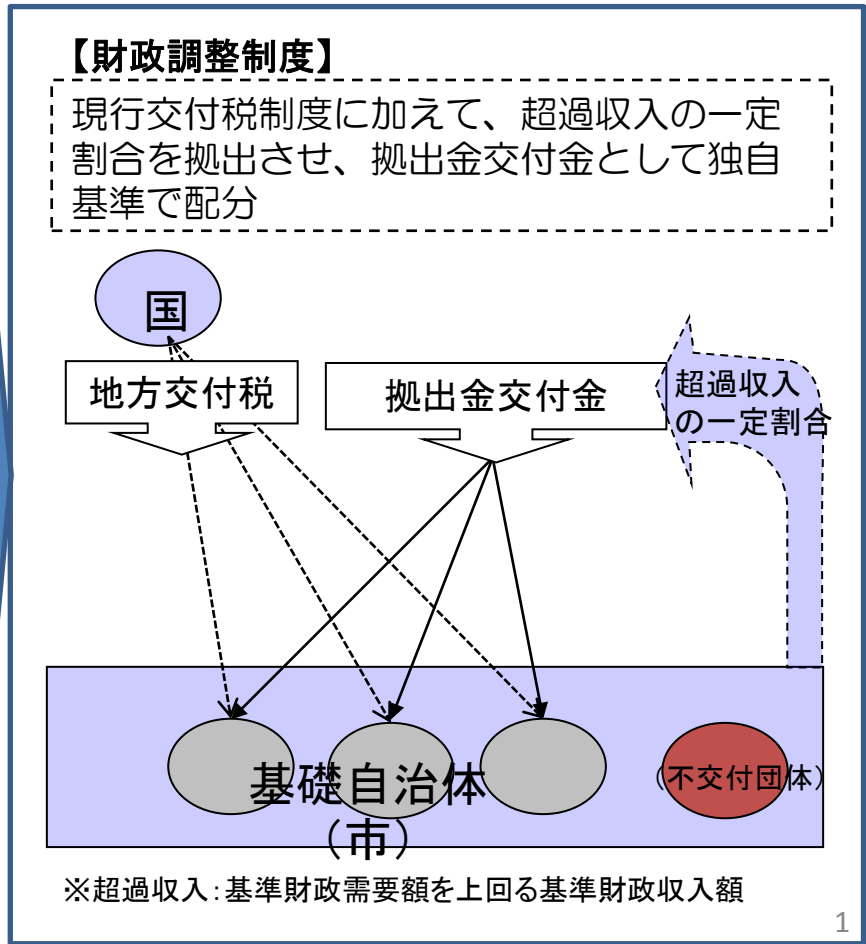 【財政調整制度】
現行交付税制度に加えて、超過収入の一定
割合を拠出させ、拠出金交付金として独自
基準で配分
国
地方交付税
拠出金交付金
超過収入
の一定割合
基礎自治体
（市）
（不交付団体）
※超過収入：基準財政需要額を上回る基準財政収入額
1